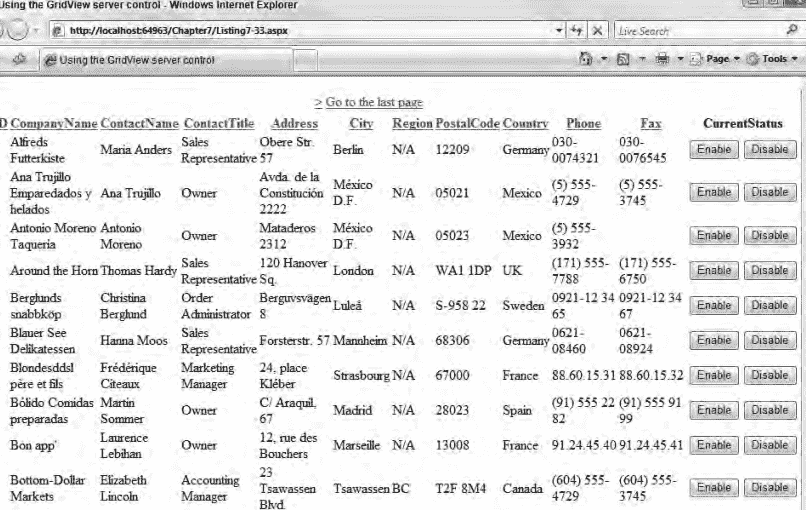 Using the GridView server control - Windows Internet Explorer
http://localhost:64963/Chapter7/Listing7-33.aspx
Live Search
Using the GridView server control
Page
Tools
> Go to the last page
D CompanyName ContactName ContactTitle Address City Region PostalCode Country Phone Fax CurrentStatus
Alfreds Futterkiste Maria Anders Sales Representative Obere Str. 57 Berlin N/A 12209 Germany 030-0074321 030-0076545 Enable Disable
Ana Trujillo Emparedados y helados Ana Trujillo Owner Avda. de la Constitución 2222 México D.F. N/A 05021 Mexico (5) 555-4729 (5) 555-3745 Enable Disable
Antonio Moreno Taquería Antonio Moreno Owner Mataderos 2312 México D.F. N/A 05023 Mexico (5) 555-3932 Enable Disable
Around the Horn Thomas Hardy Sales Representative 120 Hanover Sq. London N/A WA1 1DP UK (171) 555-7788 (171) 555-6750 Enable Disable
Berglunds snabbköp Christina Berglund Order Administrator Berguvsvägen 8 Luleå N/A S-958 22 Sweden 0921-12 34 65 0921-12 34 67 Enable Disable
Blauer See Delikatessen Hanna Moos Sales Representative Forsterstr. 57 Mannheim N/A 68306 Germany 0621-08460 0621-08924 Enable Disable
Blondesddsl père et fils Frédérique Citeaux Marketing Manager 24, place Kléber Strasbourg N/A 67000 France 88.60.15.31 88.60.15.32 Enable Disable
Bólido Comidas preparadas Martín Sommer Owner C/ Araquil, 67 Madrid N/A 28023 Spain (91) 555 22 82 (91) 555 91 99 Enable Disable
Bon app' Laurence Lebihan Owner 12, rue des Bouchers Marseille N/A 13008 France 91.24.45.40 91.24.45.41 Enable Disable
Bottom-Dollar Markets Elizabeth Lincoln Accounting Manager 23 Tsawassen Blvd. Tsawassen BC T2F 8M4 Canada (604) 555-4729 (604) 555-3745 Enable Disable